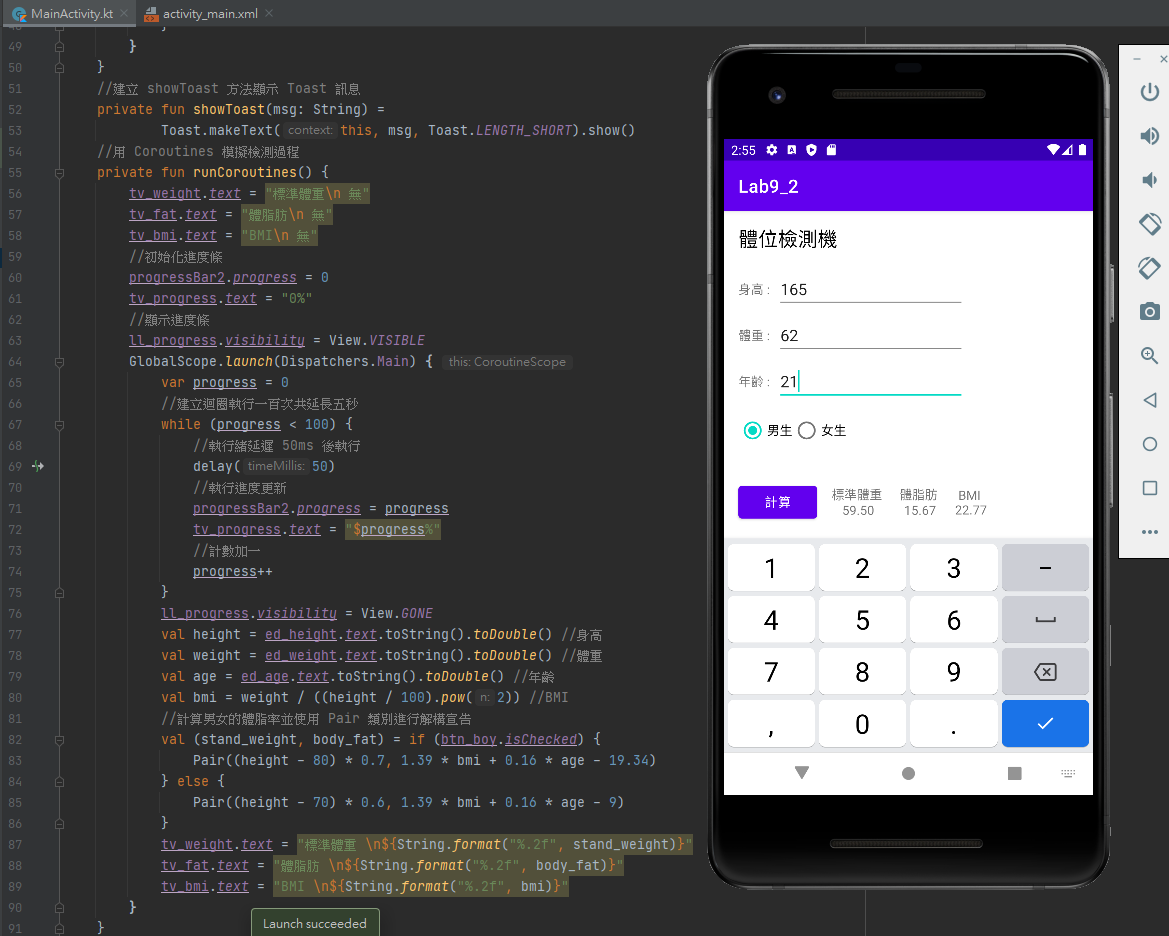 MainActivity.kt
activity_main.xml
49 }
50 }
51 //建立 showToast 方法顯示 Toast 訊息
52 private fun showToast(msg: String) =
53 Toast.makeText( context: this, msg, Toast.LENGTH_SHORT).show()
54 //用 Coroutines 模擬檢測過程
55 private fun runCoroutines() {
56 tv_weight.text = "標準體重\n 無"
57 tv_fat.text = "體脂肪\n 無"
58 tv_bmi.text = "BMI\n 無"
59 //初始化進度條
60 progressBar2.progress = 0
61 tv_progress.text = "0%"
62 //顯示進度條
63 ll_progress.visibility = View.VISIBLE
64 GlobalScope.launch(Dispatchers.Main) { this: CoroutineScope
65 var progress = 0
66 //建立迴圈執行一百次共延長五秒
67 while (progress < 100) {
68 //執行緒延遲 50ms 後執行
69 delay( timeMillis: 50)
70 //執行進度更新
71 progressBar2.progress = progress
72 tv_progress.text = "$progress%"
73 //計數加一
74 progress++
75 }
76 ll_progress.visibility = View.GONE
77 val height = ed_height.text.toString().toDouble() //身高
78 val weight = ed_weight.text.toString().toDouble() //體重
79 val age = ed_age.text.toString().toDouble() //年齡
80 val bmi = weight / ((height / 100).pow( n: 2)) //BMI
81 //計算男女的體脂率並使用 Pair 類別進行解構宣告
82 val (stand_weight, body_fat) = if (btn_boy.isChecked) {
83 Pair((height - 80) * 0.7, 1.39 * bmi + 0.16 * age - 19.34)
84 } else {
85 Pair((height - 70) * 0.6, 1.39 * bmi + 0.16 * age - 9)
86 }
87 tv_weight.text = "標準體重 \n${String.format("%.2f", stand_weight)}"
88 tv_fat.text = "體脂肪 \n${String.format("%.2f", body_fat)}"
89 tv_bmi.text = "BMI \n${String.format("%.2f", bmi)}"
90 }
91 }
Launch succeeded
2:55
Lab9_2
體位檢測機
身高： 165
體重： 62
年齡： 21
男生 女生
計算
標準體重 體脂肪 BMI
59.50 15.67 22.77
1 2 3 −
4 5 6
7 8 9
, 0 .